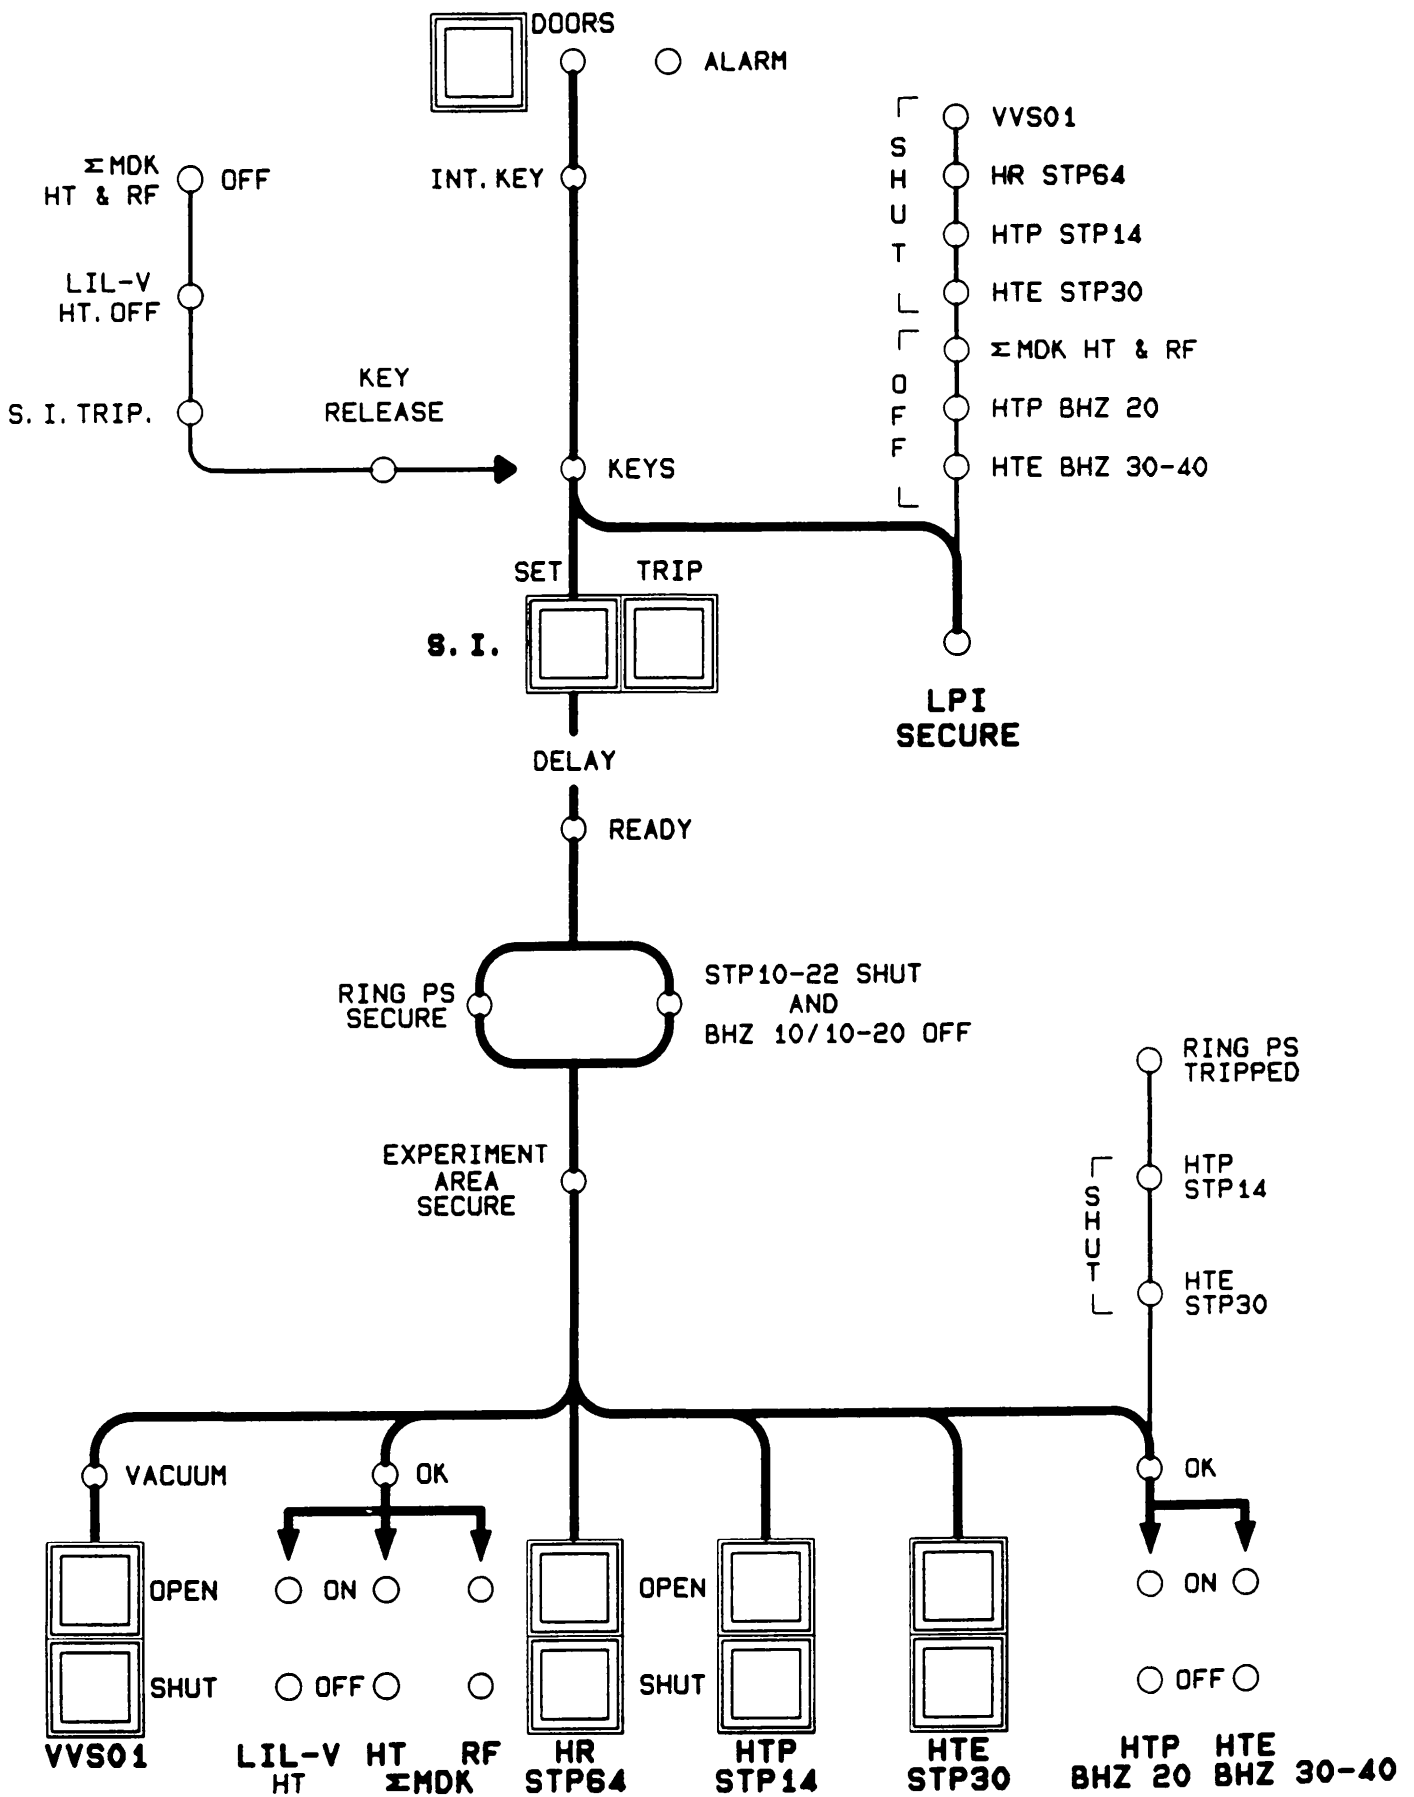 DOORS
ALARM
VVS01
ΣMDK
HT & RF
OFF
INT. KEY
SHUT
HR STP64
HTP STP14
LIL-V
HT. OFF
HTE STP30
ΣMDK HT & RF
KEY
RELEASE
OFF
HTP BHZ 20
S. I. TRIP.
KEYS
HTE BHZ 30-40
SET
TRIP
S. I.
LPI
SECURE
DELAY
READY
RING PS
SECURE
STP10-22 SHUT
AND
BHZ 10/10-20 OFF
RING PS
TRIPPED
EXPERIMENT
AREA
SECURE
SHUT
HTP
STP14
HTE
STP30
VACUUM
OK
OK
OPEN
ON
OPEN
ON
SHUT
OFF
SHUT
OFF
VVS01
LIL-V
HT
HT
RF
ΣMDK
HR
STP64
HTP
STP14
HTE
STP30
HTP
BHZ 20
HTE
BHZ 30-40